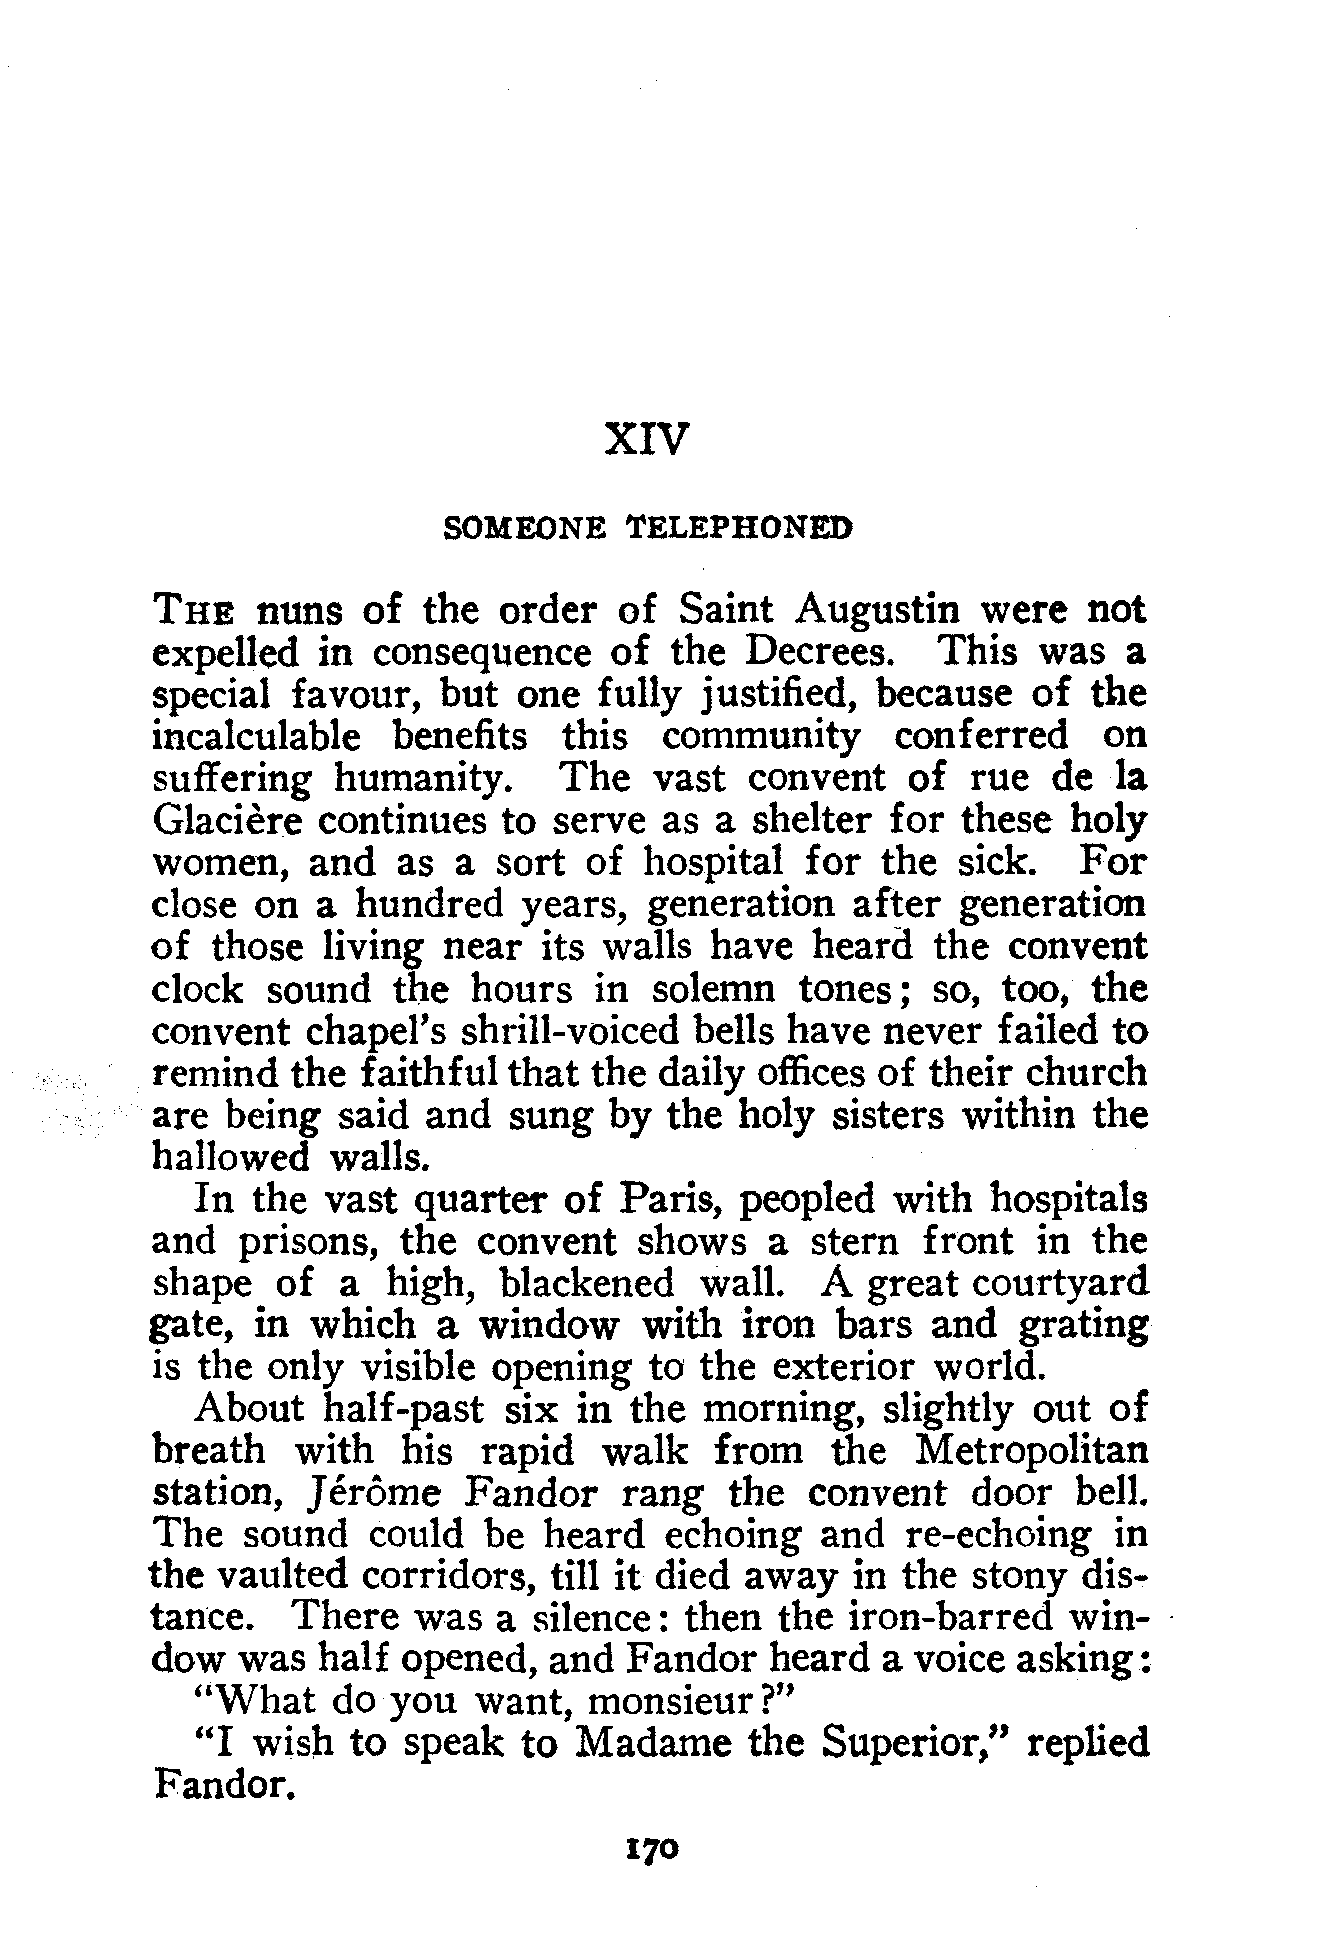 XIV
SOMEONE TELEPHONED
THE nuns of the order of Saint Augustin were not
expelled in consequence of the Decrees. This was a
special favour, but one fully justified, because of the
incalculable benefits this community conferred on
suffering humanity. The vast convent of rue de la
Glacière continues to serve as a shelter for these holy
women, and as a sort of hospital for the sick. For
close on a hundred years, generation after generation
of those living near its walls have heard the convent
clock sound the hours in solemn tones; so, too, the
convent chapel's shrill-voiced bells have never failed to
remind the faithful that the daily offices of their church
are being said and sung by the holy sisters within the
hallowed walls.
In the vast quarter of Paris, peopled with hospitals
and prisons, the convent shows a stern front in the
shape of a high, blackened wall. A great courtyard
gate, in which a window with iron bars and grating
is the only visible opening to the exterior world.
About half-past six in the morning, slightly out of
breath with his rapid walk from the Metropolitan
station, Jérôme Fandor rang the convent door bell.
The sound could be heard echoing and re-echoing in
the vaulted corridors, till it died away in the stony dis-
tance. There was a silence: then the iron-barred win-
dow was half opened, and Fandor heard a voice asking:
"What do you want, monsieur?"
"I wish to speak to Madame the Superior," replied
Fandor.
170